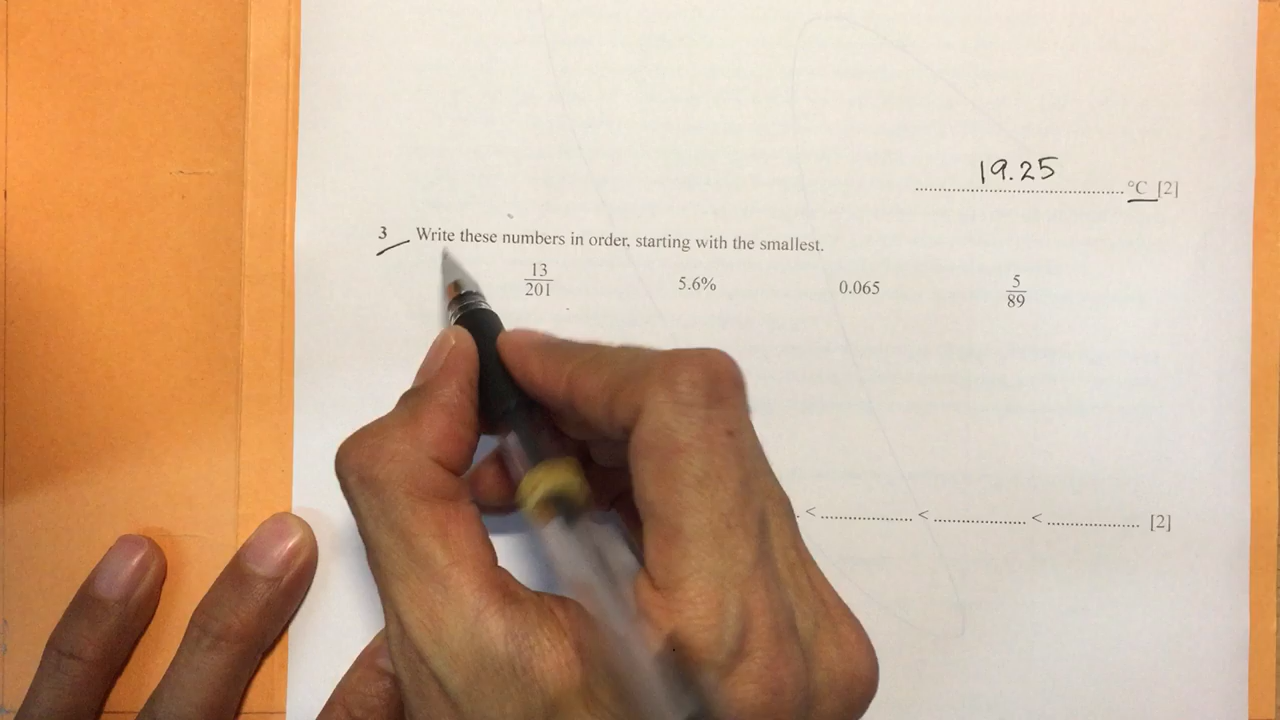 19.25
.............................................. °C [2]
3 Write these numbers in order, starting with the smallest.
13/201 5.6% 0.065 5/89
. < .................... < .................... < .................... [2]